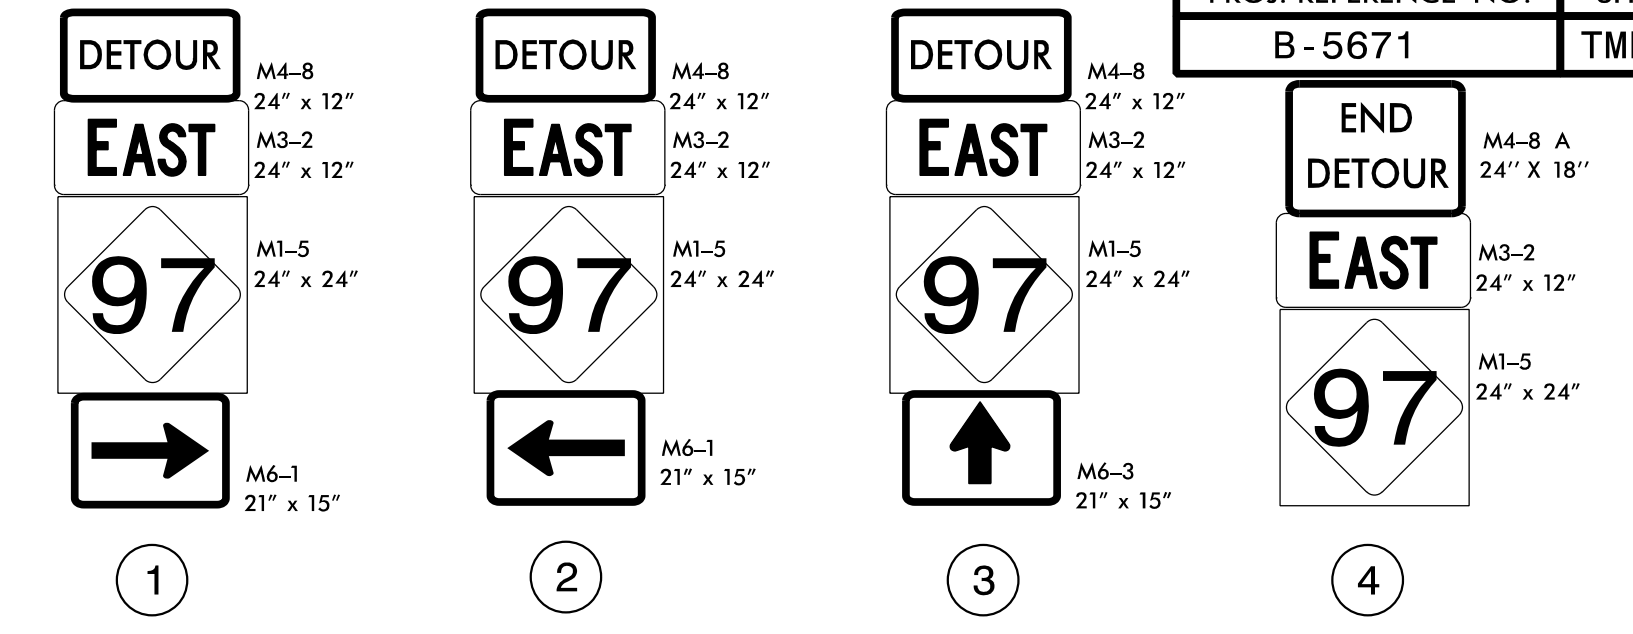 DETOUR
M4–8
24" x 12"
EAST
M3–2
24" x 12"
97
M1–5
24" x 24"
M6–1
21" x 15"
1
DETOUR
M4–8
24" x 12"
EAST
M3–2
24" x 12"
97
M1–5
24" x 24"
M6–1
21" x 15"
2
DETOUR
M4–8
24" x 12"
EAST
M3–2
24" x 12"
97
M1–5
24" x 24"
M6–3
21" x 15"
3
PROJ. REFERENCE NO.
B-5671
END
DETOUR
M4–8 A
24'' X 18''
EAST
M3–2
24" x 12"
97
M1–5
24" x 24"
4